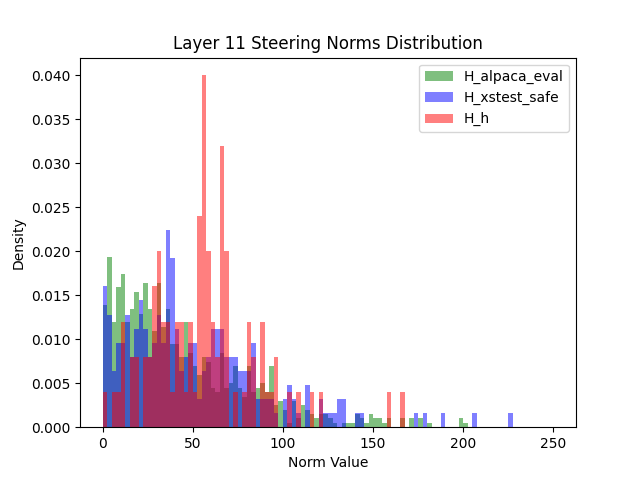 Layer 11 Steering Norms Distribution
H_alpaca_eval
H_xstest_safe
H_h
Density
0.040
0.035
0.030
0.025
0.020
0.015
0.010
0.005
0.000
0 50 100 150 200 250
Norm Value